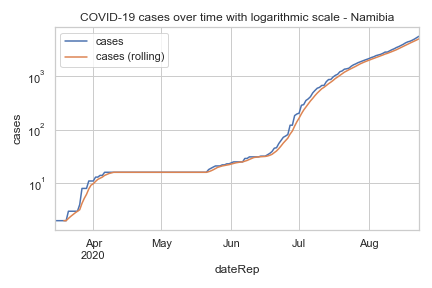 COVID-19 cases over time with logarithmic scale - Namibia
cases
cases (rolling)
10³
10²
10¹
cases
Apr
2020
May
Jun
Jul
Aug
dateRep